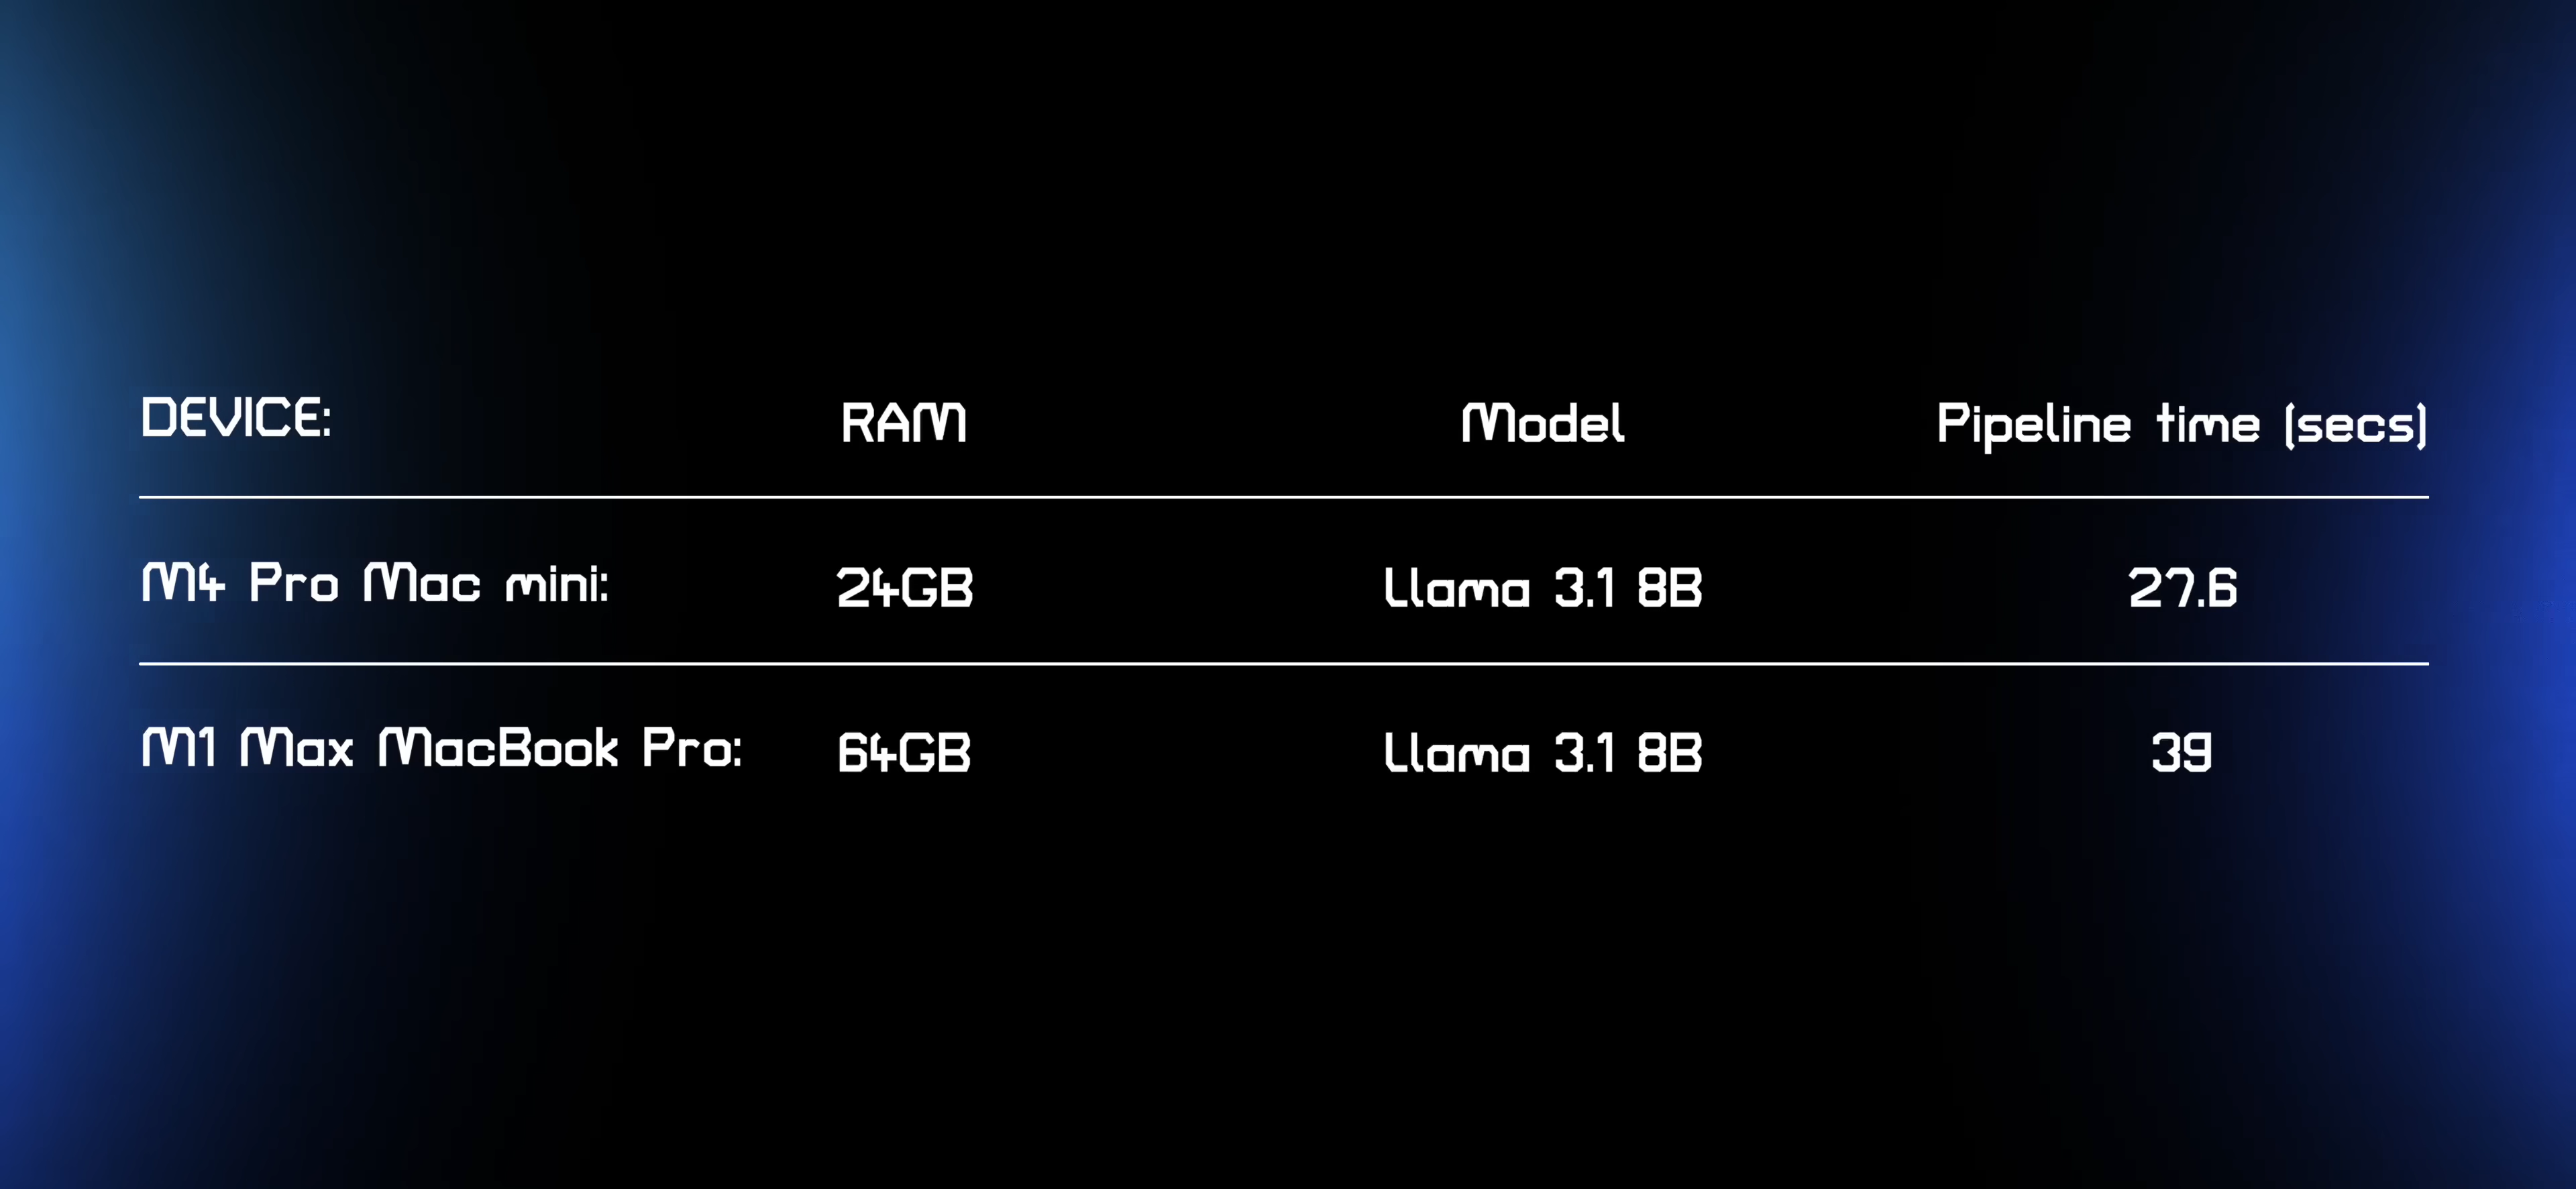 DEVICE: RAM Model Pipeline time (secs)
M4 Pro Mac mini: 24GB Llama 3.1 8B 27.6
M1 Max MacBook Pro: 64GB Llama 3.1 8B 39